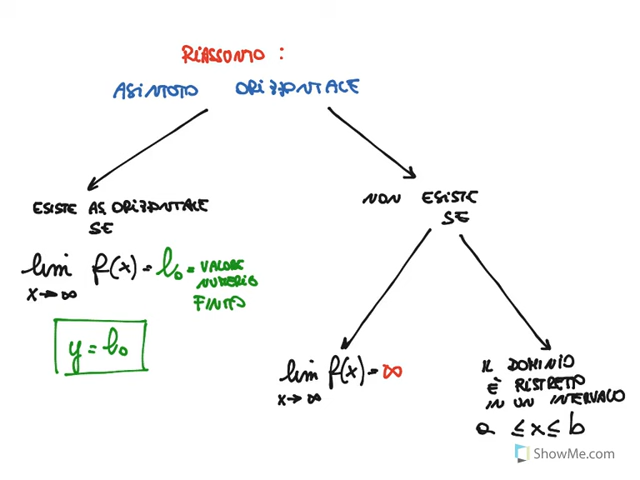 RIASSUNTO :
ASINTOTO ORIZZONTALE
ESISTE AS. ORIZZONTALE
SE
lim f(x) = l₀ = VALORE
x→∞
NUMERICO
FINITO
y = l₀
NON ESISTE
SE
lim f(x) = ∞
x→∞
IL DOMINIO
È RISTRETTO
IN UN INTERVALLO
a ≤ x ≤ b
ShowMe.com